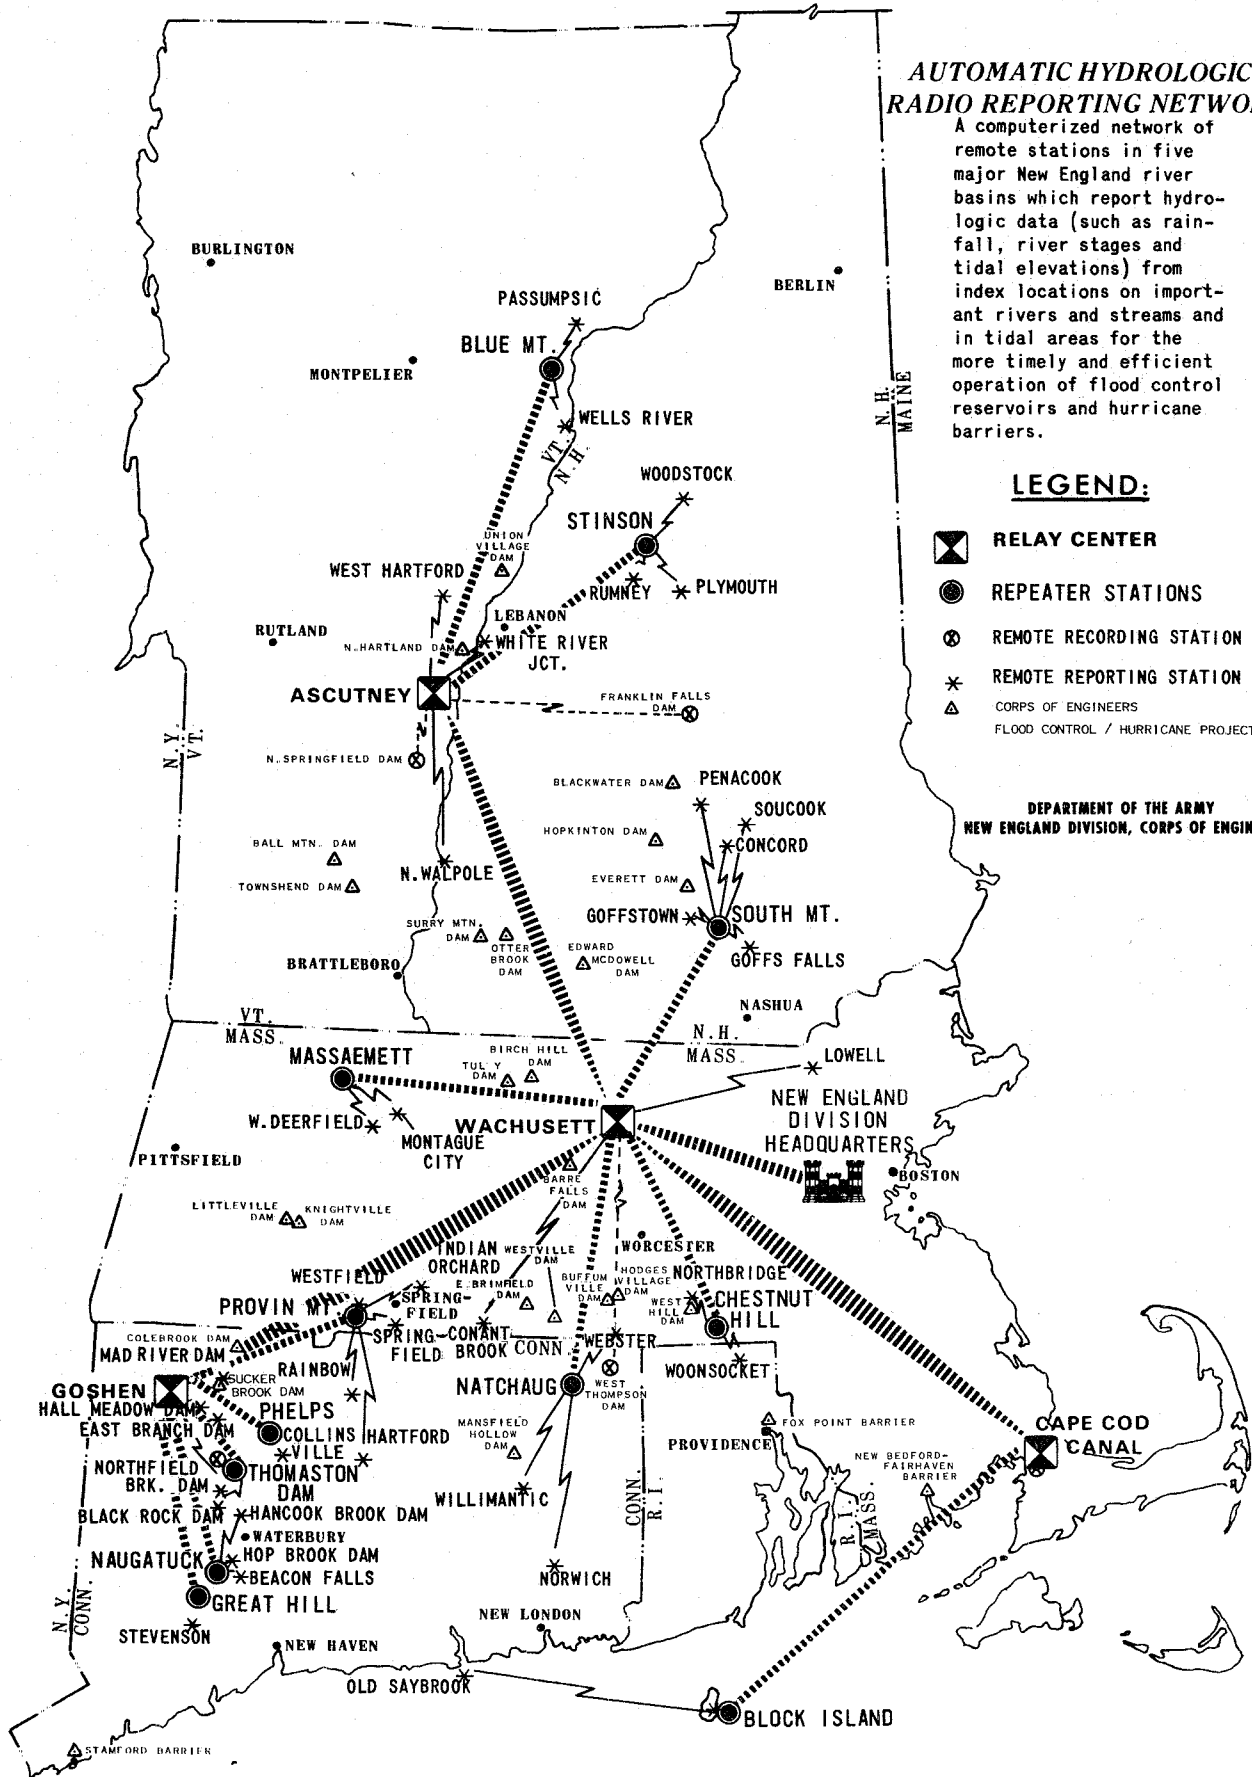 AUTOMATIC HYDROLOGIC
RADIO REPORTING NETWO
A computerized network of
remote stations in five
major New England river
basins which report hydro-
logic data (such as rain-
fall, river stages and
tidal elevations) from
index locations on import-
ant rivers and streams and
in tidal areas for the
more timely and efficient
operation of flood control
reservoirs and hurricane
barriers.
LEGEND:
RELAY CENTER
REPEATER STATIONS
REMOTE RECORDING STATION
REMOTE REPORTING STATION
CORPS OF ENGINEERS
FLOOD CONTROL / HURRICANE PROJECT
DEPARTMENT OF THE ARMY
NEW ENGLAND DIVISION, CORPS OF ENGIN
BURLINGTON
BERLIN
PASSUMPSIC
BLUE MT.
MONTPELIER
N.H.
MAINE
WELLS RIVER
VT.
N.H.
WOODSTOCK
STINSON
UNION
VILLAGE
DAM
WEST HARTFORD
RUMNEY
PLYMOUTH
LEBANON
RUTLAND
N. HARTLAND DAM
WHITE RIVER
JCT.
ASCUTNEY
FRANKLIN FALLS
DAM
N.Y.
VT.
N. SPRINGFIELD DAM
BLACKWATER DAM
PENACOOK
SOUCOOK
HOPKINTON DAM
CONCORD
BALL MTN. DAM
N. WALPOLE
TOWNSHEND DAM
EVERETT DAM
GOFFSTOWN
SOUTH MT.
SURRY MTN.
DAM
OTTER
BROOK
DAM
EDWARD
MCDOWELL
DAM
GOFFS FALLS
BRATTLEBORO
NASHUA
VT.
MASS.
N.H.
MASS.
MASSAEMETT
BIRCH HILL
DAM
TUL Y
DAM
LOWELL
W. DEERFIELD
MONTAGUE
CITY
WACHUSETT
NEW ENGLAND
DIVISION
HEADQUARTERS
BOSTON
PITTSFIELD
BARRE
FALLS
DAM
LITTLEVILLE
DAM
KNIGHTVILLE
DAM
WORCESTER
INDIAN
ORCHARD
WESTVILLE
DAM
WESTFIELD
E. BRIMFIELD
DAM
BUFFUM
VILLE
DAM
HODGES
VILLAGE
DAM
NORTHBRIDGE
WEST
HILL
DAM
CHESTNUT
HILL
PROVIN MT.
SPRING-
FIELD
SPRING-
FIELD
CONANT
BROOK
CONN.
WEBSTER
WOONSOCKET
COLEBROOK DAM
MAD RIVER DAM
RAINBOW
SUCKER
BROOK DAM
GOSHEN
NATCHAUG
WEST
THOMPSON
DAM
HALL MEADOW DAM
EAST BRANCH DAM
PHELPS
COLLINS
VILLE
HARTFORD
MANSFIELD
HOLLOW
DAM
FOX POINT BARRIER
PROVIDENCE
CAPE COD
CANAL
NEW BEDFORD-
FAIRHAVEN
BARRIER
NORTHFIELD
BRK. DAM
THOMASTON
DAM
WILLIMANTIC
BLACK ROCK DAM
HANCOOK BROOK DAM
CONN.
R.I.
R.I.
MASS.
WATERBURY
NAUGATUCK
HOP BROOK DAM
BEACON FALLS
GREAT HILL
NORWICH
N.Y.
CONN.
STEVENSON
NEW LONDON
NEW HAVEN
OLD SAYBROOK
BLOCK ISLAND
STAMFORD BARRIER